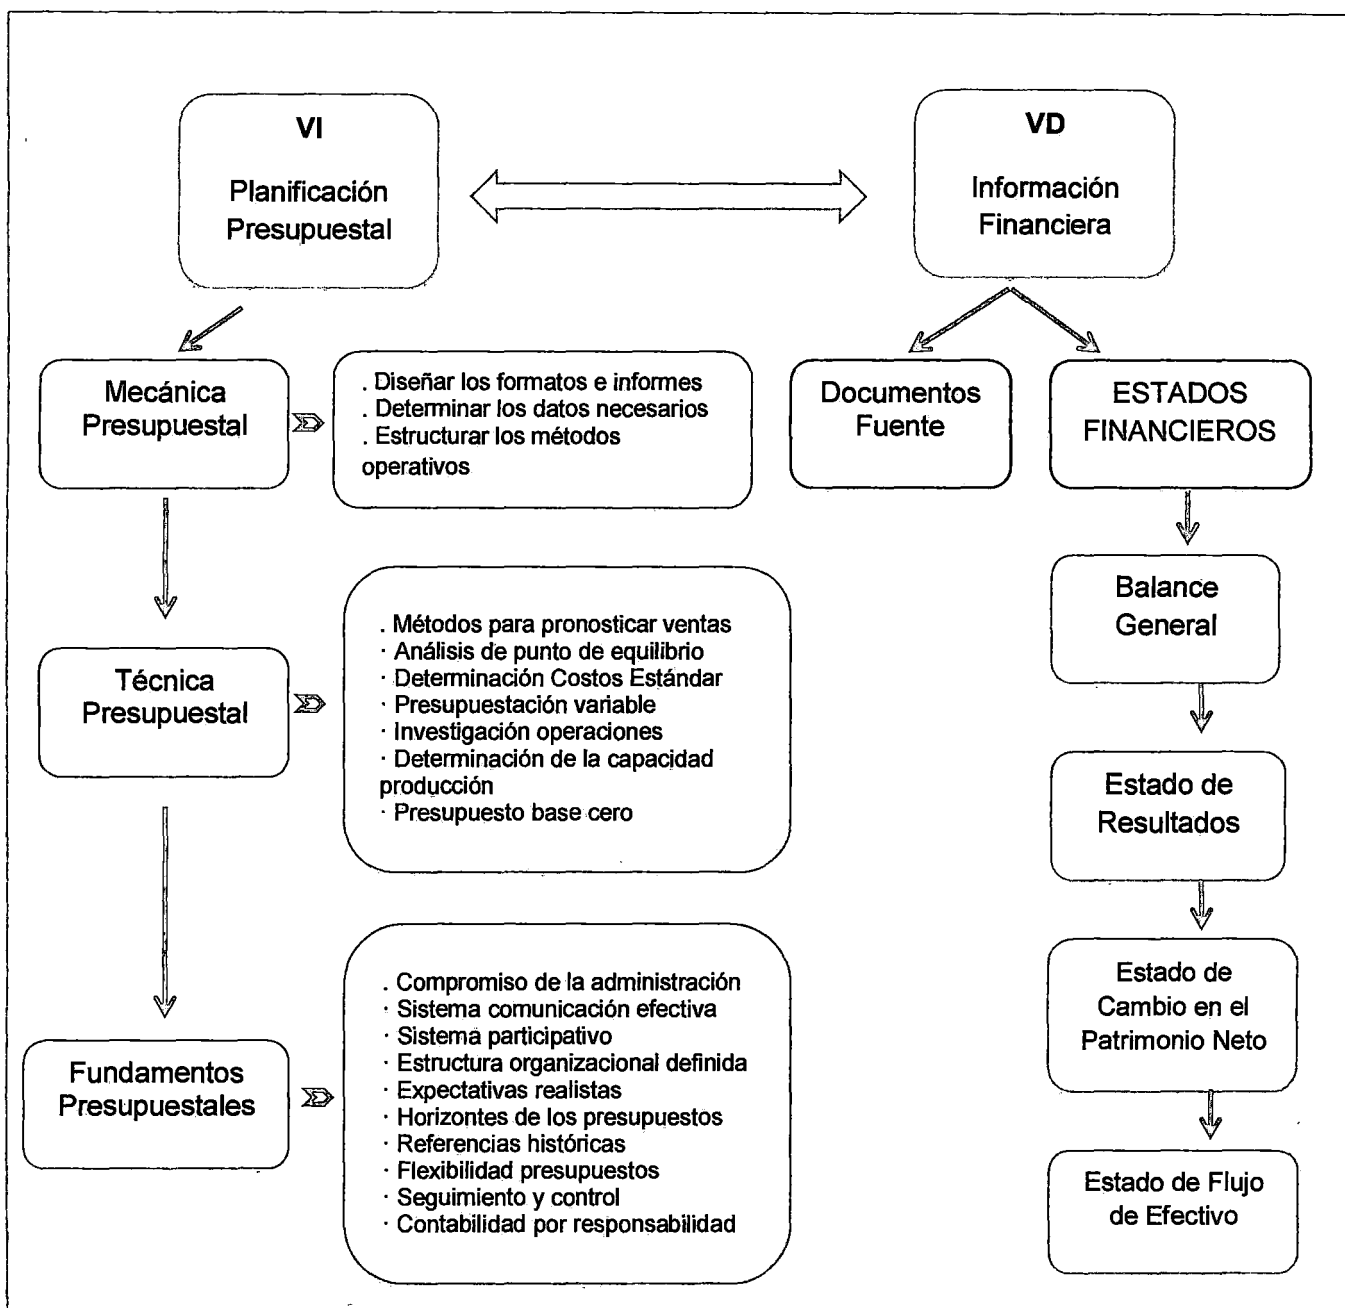 VI
Planificación
Presupuestal
VD
Información
Financiera
Mecánica
Presupuestal
. Diseñar los formatos e informes
. Determinar los datos necesarios
. Estructurar los métodos
operativos
Documentos
Fuente
ESTADOS
FINANCIEROS
Balance
General
Técnica
Presupuestal
. Métodos para pronosticar ventas
· Análisis de punto de equilibrio
· Determinación Costos Estándar
· Presupuestación variable
· Investigación operaciones
· Determinación de la capacidad
producción
· Presupuesto base cero
Estado de
Resultados
Fundamentos
Presupuestales
. Compromiso de la administración
· Sistema comunicación efectiva
· Sistema participativo
· Estructura organizacional definida
· Expectativas realistas
· Horizontes de los presupuestos
· Referencias históricas
· Flexibilidad presupuestos
· Seguimiento y control
· Contabilidad por responsabilidad
Estado de
Cambio en el
Patrimonio Neto
Estado de Flujo
de Efectivo